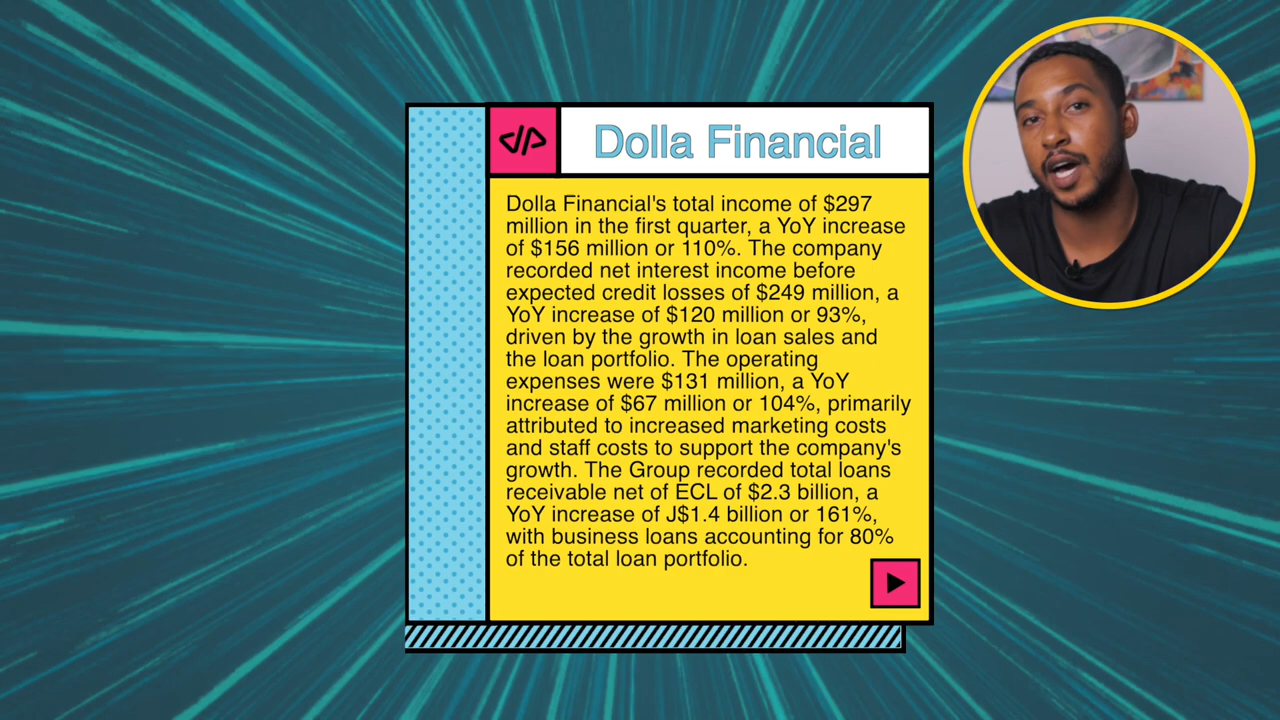 Dolla Financial
Dolla Financial's total income of $297
million in the first quarter, a YoY increase
of $156 million or 110%. The company
recorded net interest income before
expected credit losses of $249 million, a
YoY increase of $120 million or 93%,
driven by the growth in loan sales and
the loan portfolio. The operating
expenses were $131 million, a YoY
increase of $67 million or 104%, primarily
attributed to increased marketing costs
and staff costs to support the company's
growth. The Group recorded total loans
receivable net of ECL of $2.3 billion, a
YoY increase of J$1.4 billion or 161%,
with business loans accounting for 80%
of the total loan portfolio.